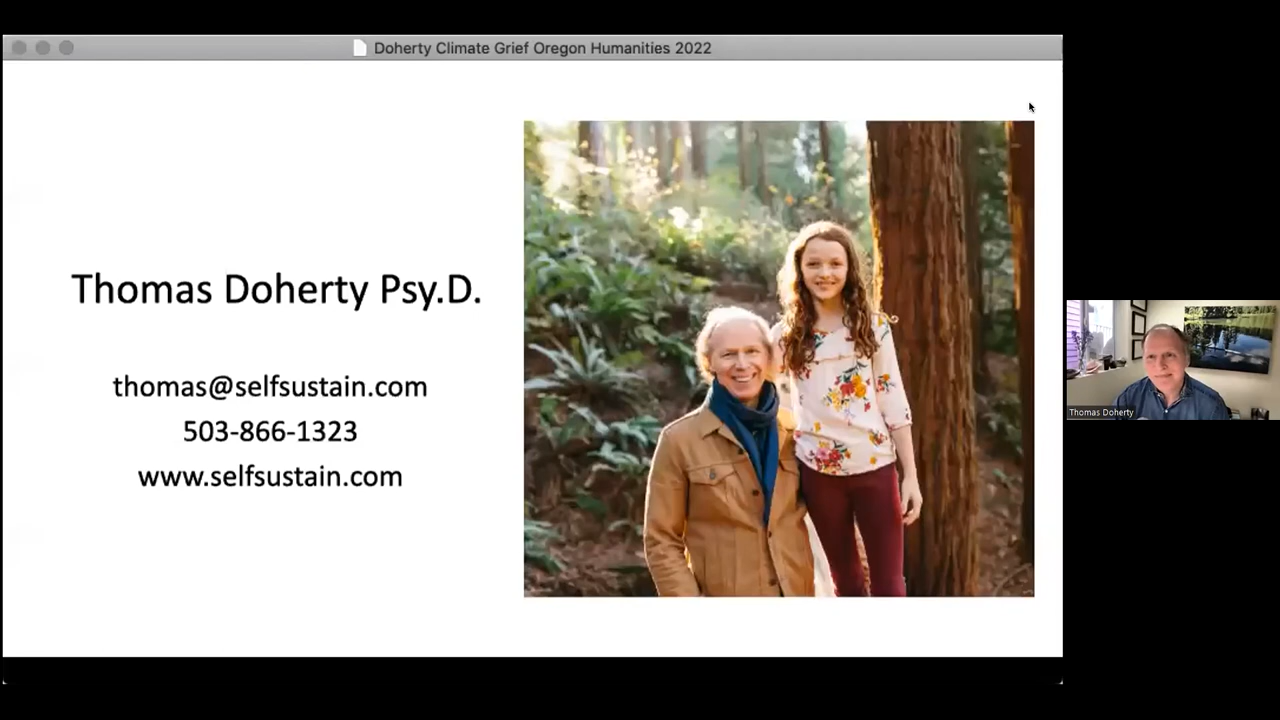 Doherty Climate Grief Oregon Humanities 2022
Thomas Doherty Psy.D.
thomas@selfsustain.com
503-866-1323
www.selfsustain.com
Thomas Doherty